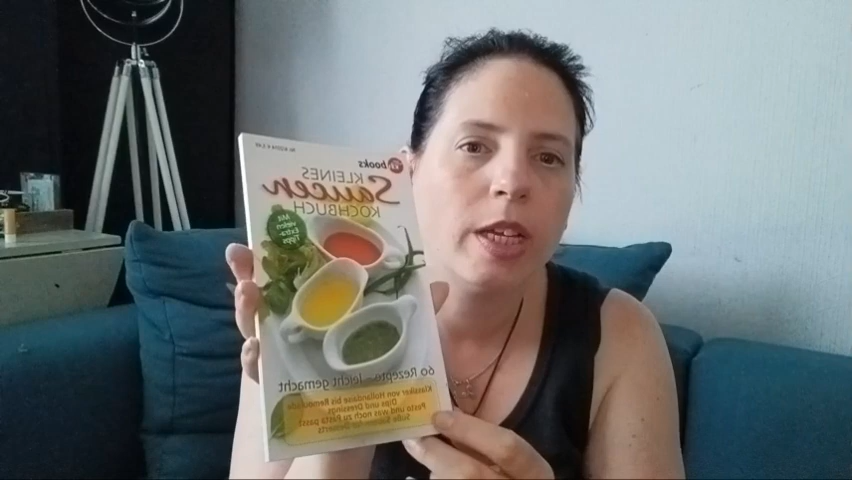 books
KLEINES
Saucen
KOCHBUCH
Mit
vielen
Extra-
Tipps
60 Rezepte – leicht gemacht
Klassiker von Hollandaise bis Remoulade
Dips und Dressings
Pesto und was noch zu Pasta passt
Süße Saucen für Desserts